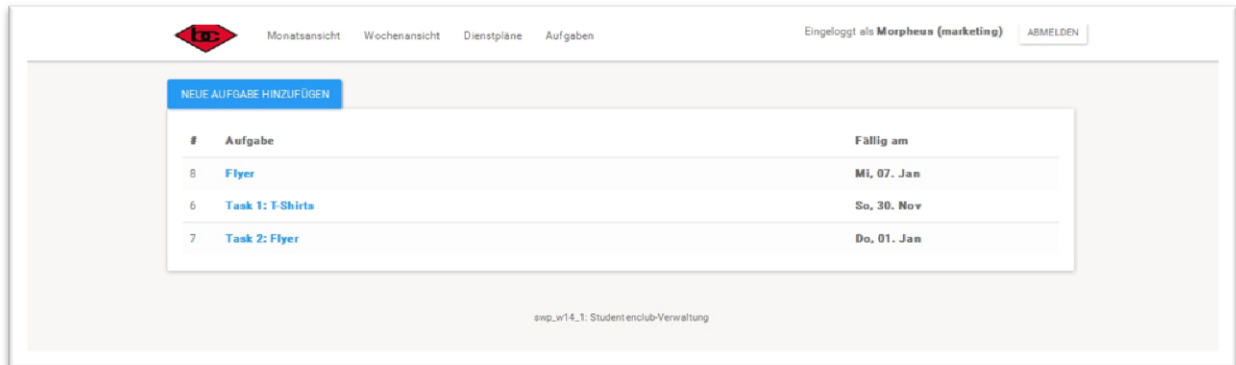 bc Monatsansicht Wochenansicht Dienstpläne Aufgaben Eingeloggt als Morpheus (marketing) ABMELDEN
NEUE AUFGABE HINZUFÜGEN
# Aufgabe Fällig am
8 Flyer Mi, 07. Jan
6 Task 1: T-Shirts So, 30. Nov
7 Task 2: Flyer Do, 01. Jan
swp_w14_1: Studentenclub-Verwaltung